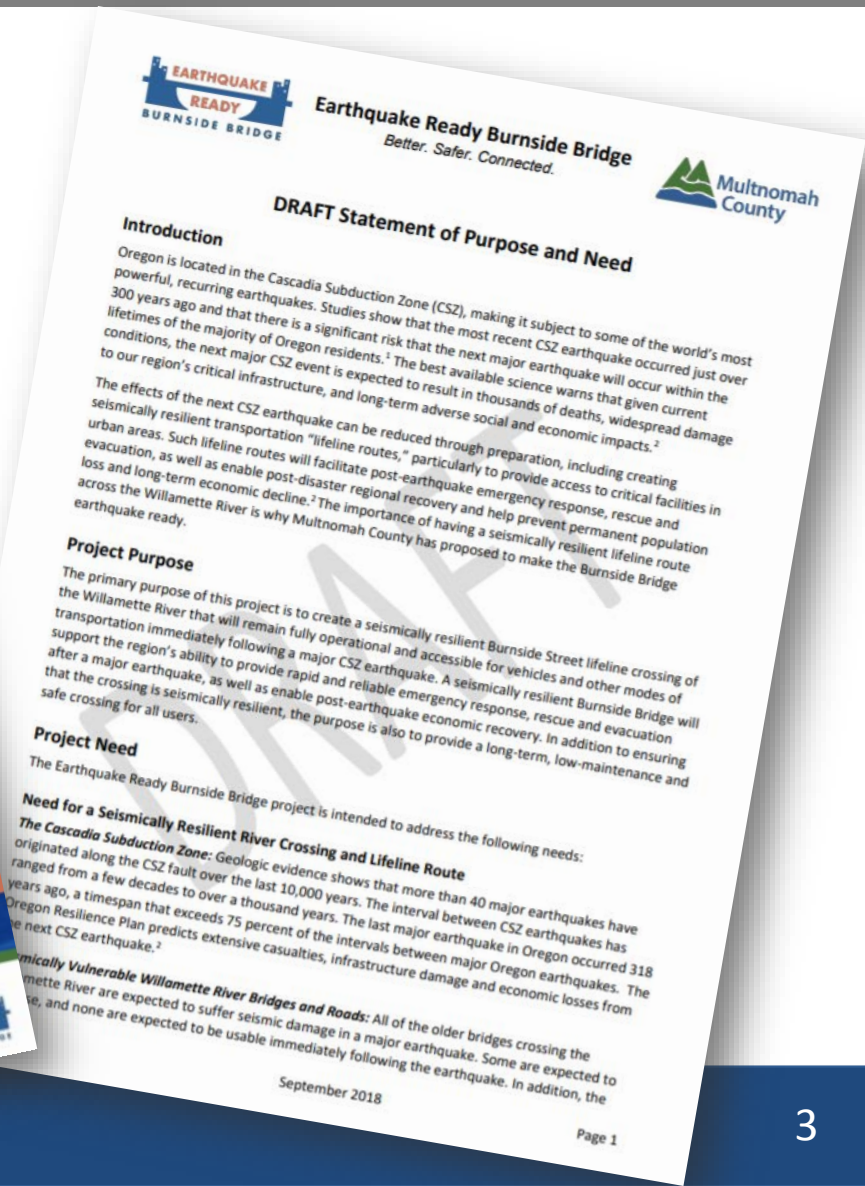 EARTHQUAKE
READY
BURNSIDE BRIDGE
Earthquake Ready Burnside Bridge
Better. Safer. Connected.
Multnomah
County
DRAFT Statement of Purpose and Need
Introduction
Oregon is located in the Cascadia Subduction Zone (CSZ), making it subject to some of the world's most
powerful, recurring earthquakes. Studies show that the most recent CSZ earthquake occurred just over
300 years ago and that there is a significant risk that the next major earthquake will occur within the
lifetimes of the majority of Oregon residents.¹ The best available science warns that given current
conditions, the next major CSZ event is expected to result in thousands of deaths, widespread damage
to our region's critical infrastructure, and long-term adverse social and economic impacts.²
The effects of the next CSZ earthquake can be reduced through preparation, including creating
seismically resilient transportation "lifeline routes," particularly to provide access to critical facilities in
urban areas. Such lifeline routes will facilitate post-earthquake emergency response, rescue and
evacuation, as well as enable post-disaster regional recovery and help prevent permanent population
loss and long-term economic decline.² The importance of having a seismically resilient lifeline route
across the Willamette River is why Multnomah County has proposed to make the Burnside Bridge
earthquake ready.
Project Purpose
The primary purpose of this project is to create a seismically resilient Burnside Street lifeline crossing of
the Willamette River that will remain fully operational and accessible for vehicles and other modes of
transportation immediately following a major CSZ earthquake. A seismically resilient Burnside Bridge will
support the region's ability to provide rapid and reliable emergency response, rescue and evacuation
after a major earthquake, as well as enable post-earthquake economic recovery. In addition to ensuring
that the crossing is seismically resilient, the purpose is also to provide a long-term, low-maintenance and
safe crossing for all users.
Project Need
The Earthquake Ready Burnside Bridge project is intended to address the following needs:
Need for a Seismically Resilient River Crossing and Lifeline Route
The Cascadia Subduction Zone: Geologic evidence shows that more than 40 major earthquakes have
originated along the CSZ fault over the last 10,000 years. The interval between CSZ earthquakes has
ranged from a few decades to over a thousand years. The last major earthquake in Oregon occurred 318
years ago, a timespan that exceeds 75 percent of the intervals between major Oregon earthquakes. The
Oregon Resilience Plan predicts extensive casualties, infrastructure damage and economic losses from
next CSZ earthquake.²
Vulnerable Willamette River Bridges and Roads: All of the older bridges crossing the
River are expected to suffer seismic damage in a major earthquake. Some are expected to
and none are expected to be usable immediately following the earthquake. In addition, the
DRAFT
September 2018
Page 1
3